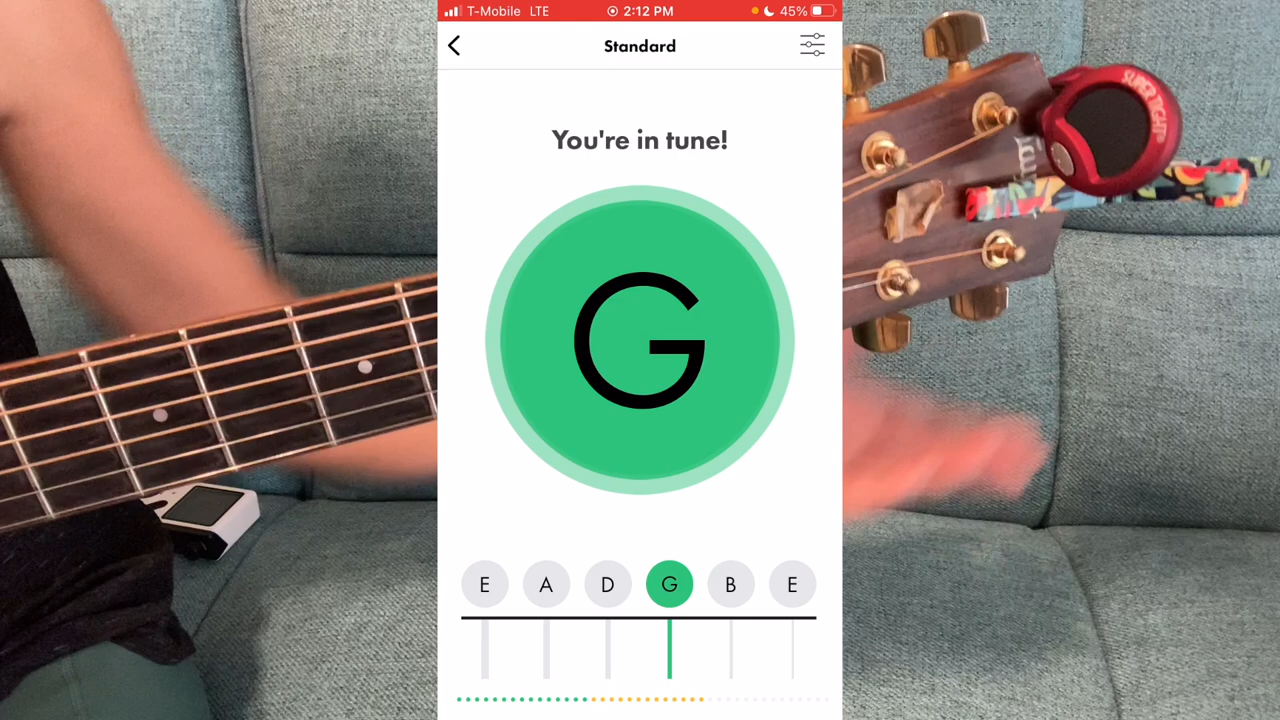 T-Mobile LTE 2:12 PM 45%
Standard
You're in tune!
G
E A D G B E
SUPER TIGHT